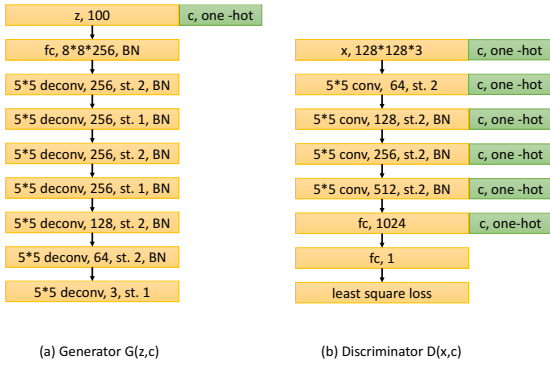 z, 100
c, one -hot
fc, 8*8*256, BN
5*5 deconv, 256, st. 2, BN
5*5 deconv, 256, st. 1, BN
5*5 deconv, 256, st. 2, BN
5*5 deconv, 256, st. 1, BN
5*5 deconv, 128, st. 2, BN
5*5 deconv, 64, st. 2, BN
5*5 deconv, 3, st. 1
(a) Generator G(z,c)
x, 128*128*3
c, one -hot
5*5 conv, 64, st. 2
c, one -hot
5*5 conv, 128, st.2, BN
c, one -hot
5*5 conv, 256, st.2, BN
c, one -hot
5*5 conv, 512, st.2, BN
c, one -hot
fc, 1024
c, one-hot
fc, 1
least square loss
(b) Discriminator D(x,c)